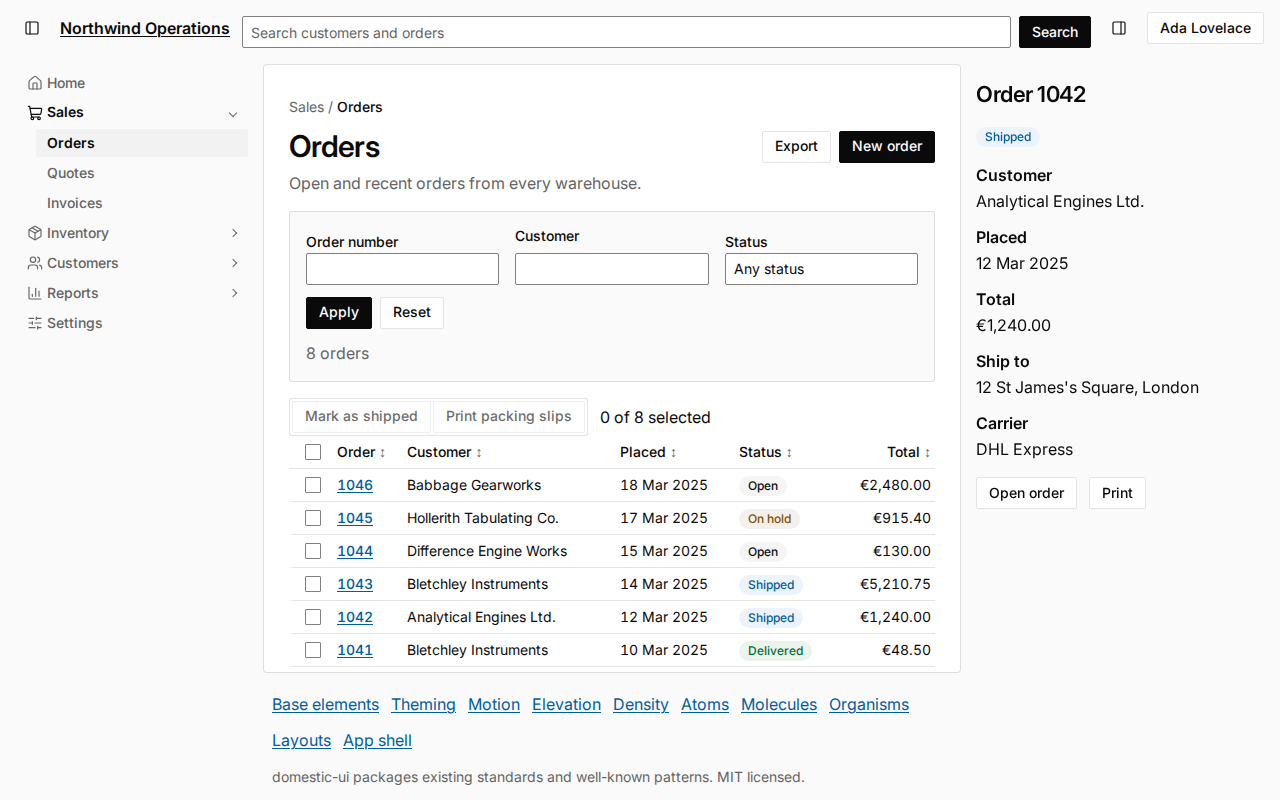 Northwind Operations
Search customers and orders
Search
Ada Lovelace
Home
Sales
Orders
Quotes
Invoices
Inventory
Customers
Reports
Settings
Sales / Orders
Orders
Export
New order
Open and recent orders from every warehouse.
Order number
Customer
Status
Any status
Apply
Reset
8 orders
Mark as shipped
Print packing slips
0 of 8 selected
Order ↕ Customer ↕ Placed ↕ Status ↕ Total ↕
1046 Babbage Gearworks 18 Mar 2025 Open €2,480.00
1045 Hollerith Tabulating Co. 17 Mar 2025 On hold €915.40
1044 Difference Engine Works 15 Mar 2025 Open €130.00
1043 Bletchley Instruments 14 Mar 2025 Shipped €5,210.75
1042 Analytical Engines Ltd. 12 Mar 2025 Shipped €1,240.00
1041 Bletchley Instruments 10 Mar 2025 Delivered €48.50
Order 1042
Shipped
Customer
Analytical Engines Ltd.
Placed
12 Mar 2025
Total
€1,240.00
Ship to
12 St James's Square, London
Carrier
DHL Express
Open order
Print
Base elements Theming Motion Elevation Density Atoms Molecules Organisms
Layouts App shell
domestic-ui packages existing standards and well-known patterns. MIT licensed.